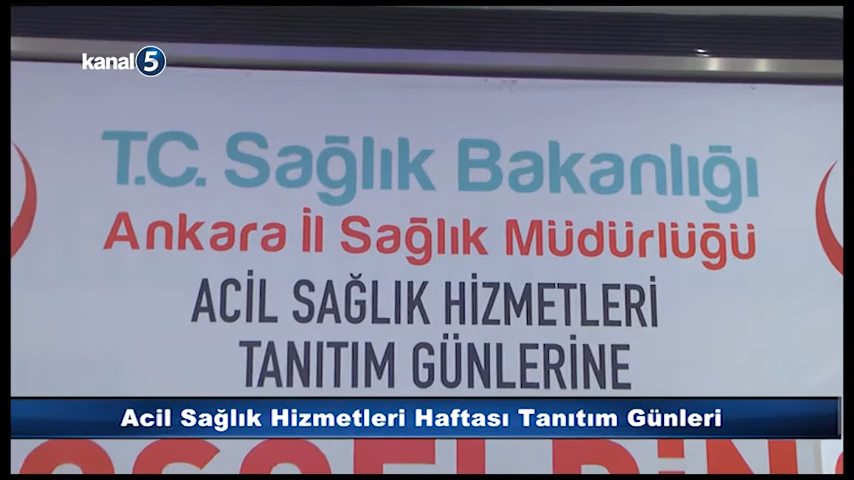 kanal 5
T.C. Sağlık Bakanlığı
Ankara İl Sağlık Müdürlüğü
ACİL SAĞLIK HİZMETLERİ
TANITIM GÜNLERİNE
Acil Sağlık Hizmetleri Haftası Tanıtım Günleri